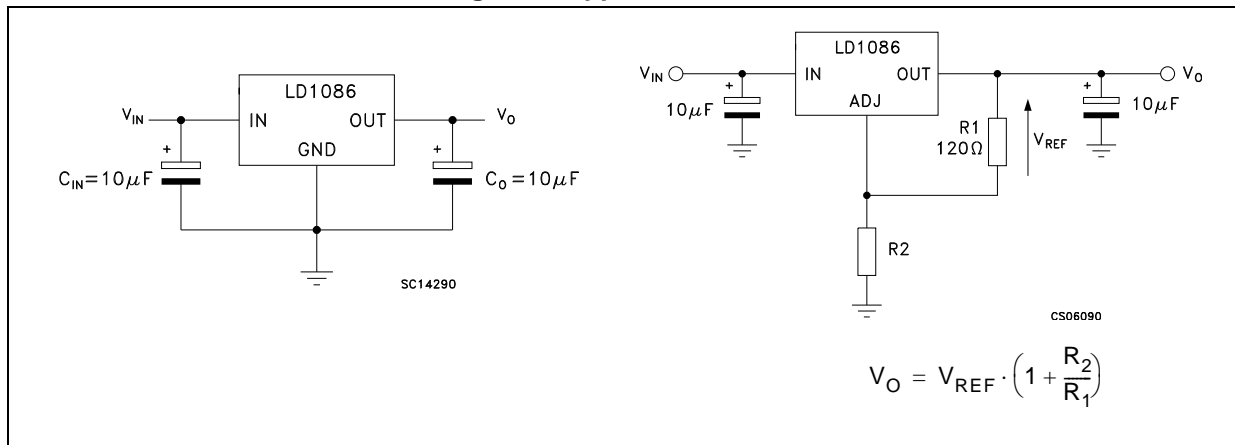 LD1086
V_IN
IN
OUT
V_O
GND
+
+
C_IN=10μF
C_O=10μF
SC14290
LD1086
V_IN
IN
OUT
V_O
ADJ
+
+
10μF
R1
120Ω
V_REF
10μF
R2
CS06090
V_O = V_REF · (1 + R_2/R_1)